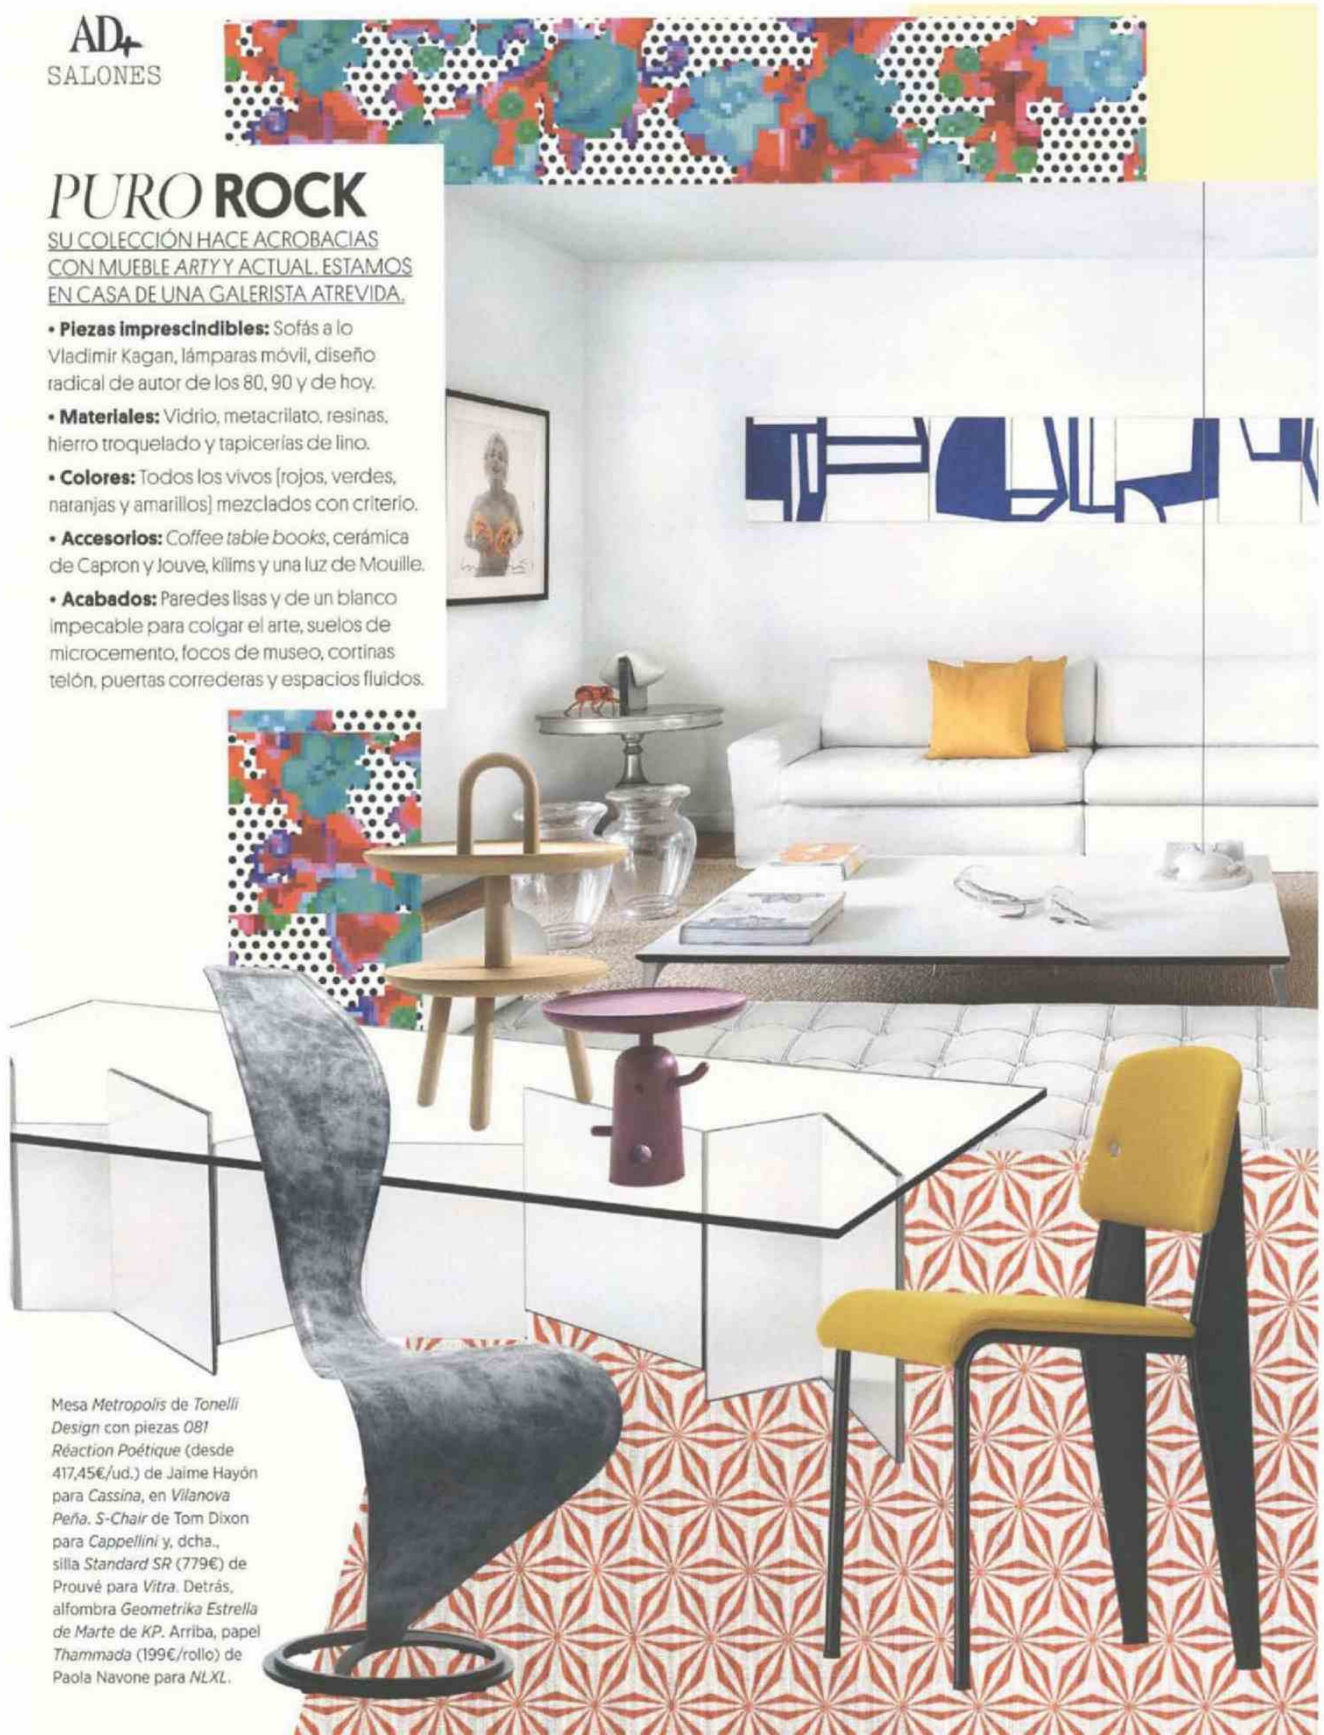 AD+
SALONES
PURO ROCK
SU COLECCIÓN HACE ACROBACIAS
CON MUEBLE ARTY Y ACTUAL. ESTAMOS
EN CASA DE UNA GALERISTA ATREVIDA.
• Piezas imprescindibles: Sofás a lo
Vladimir Kagan, lámparas móvil, diseño
radical de autor de los 80, 90 y de hoy.
• Materiales: Vidrio, metacrilato, resinas,
hierro troquelado y tapicerías de lino.
• Colores: Todos los vivos [rojos, verdes,
naranjas y amarillos] mezclados con criterio.
• Accesorios: Coffee table books, cerámica
de Capron y Jouve, kílims y una luz de Mouille.
• Acabados: Paredes lisas y de un blanco
impecable para colgar el arte, suelos de
microcemento, focos de museo, cortinas
telón, puertas correderas y espacios fluidos.
Mesa Metropolis de Tonelli
Design con piezas 081
Réaction Poétique (desde
417,45€/ud.) de Jaime Hayón
para Cassina, en Vilanova
Peña. S-Chair de Tom Dixon
para Cappellini y, dcha.,
silla Standard SR (779€) de
Prouvé para Vitra. Detrás,
alfombra Geometrika Estrella
de Marte de KP. Arriba, papel
Thammada (199€/rollo) de
Paola Navone para NLXL.